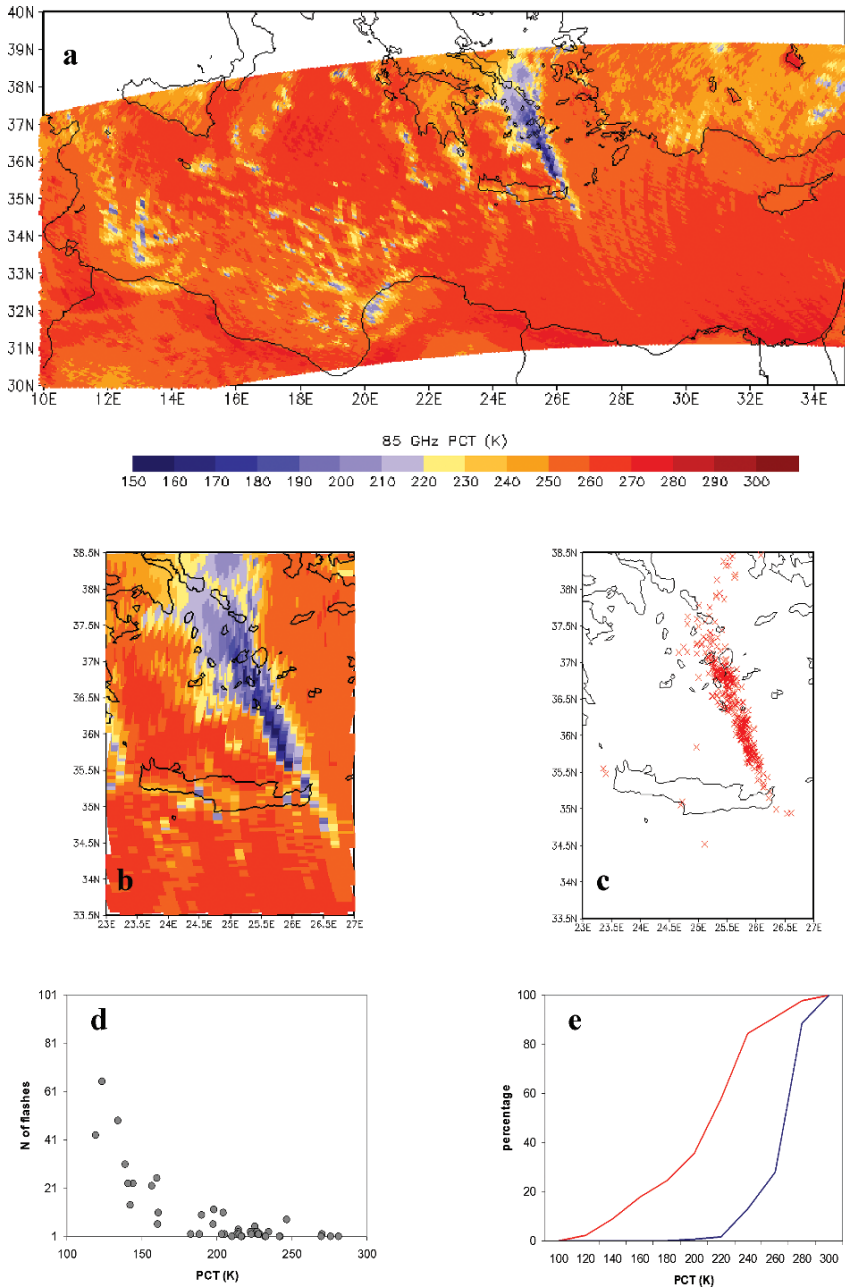 a
40N
39N
38N
37N
36N
35N
34N
33N
32N
31N
30N
10E 12E 14E 16E 18E 20E 22E 24E 26E 28E 30E 32E 34E
85 GHz PCT (K)
150 160 170 180 190 200 210 220 230 240 250 260 270 280 290 300
b
38.5N
38N
37.5N
37N
36.5N
36N
35.5N
35N
34.5N
34N
33.5N
23E 23.5E 24E 24.5E 25E 25.5E 26E 26.5E 27E
c
38.5N
38N
37.5N
37N
36.5N
36N
35.5N
35N
34.5N
34N
33.5N
23E 23.5E 24E 24.5E 25E 25.5E 26E 26.5E 27E
d
N of flashes
101
81
61
41
21
1
100 150 200 250 300
PCT (K)
e
percentage
100
80
60
40
20
0
100 120 140 160 180 200 220 240 260 280 300
PCT (K)